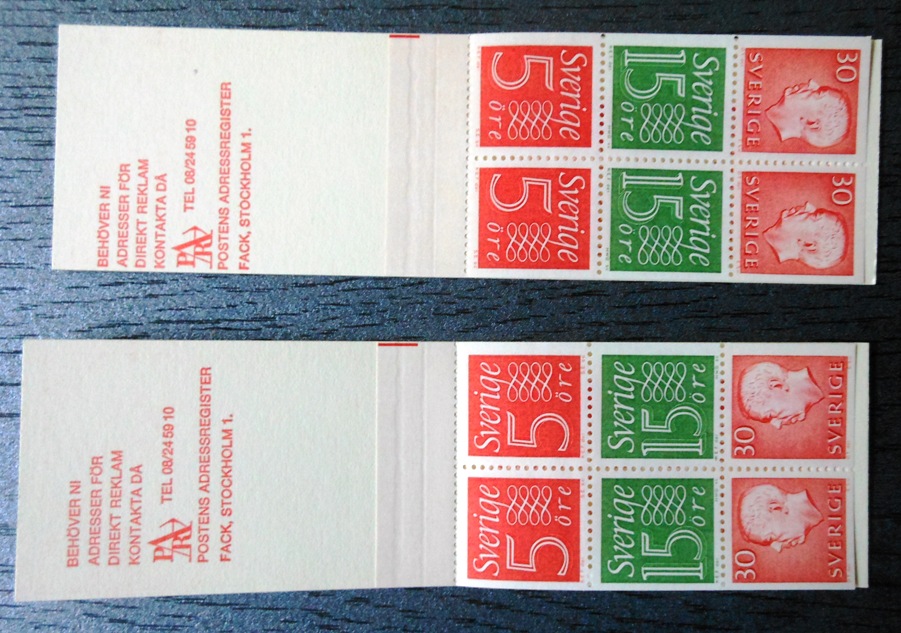 BEHÖVER NI
ADRESSER FÖR
DIREKT REKLAM
KONTAKTA DÅ
PAR TEL 08/24 59 10
POSTENS ADRESSREGISTER
FACK, STOCKHOLM 1.
Sverige
5 öre
Sverige
15 öre
30
SVERIGE
Sverige
5 öre
Sverige
15 öre
30
SVERIGE
BEHÖVER NI
ADRESSER FÖR
DIREKT REKLAM
KONTAKTA DÅ
PAR TEL 08/24 59 10
POSTENS ADRESSREGISTER
FACK, STOCKHOLM 1.
Sverige
5 öre
Sverige
15 öre
30
SVERIGE
Sverige
5 öre
Sverige
15 öre
30
SVERIGE